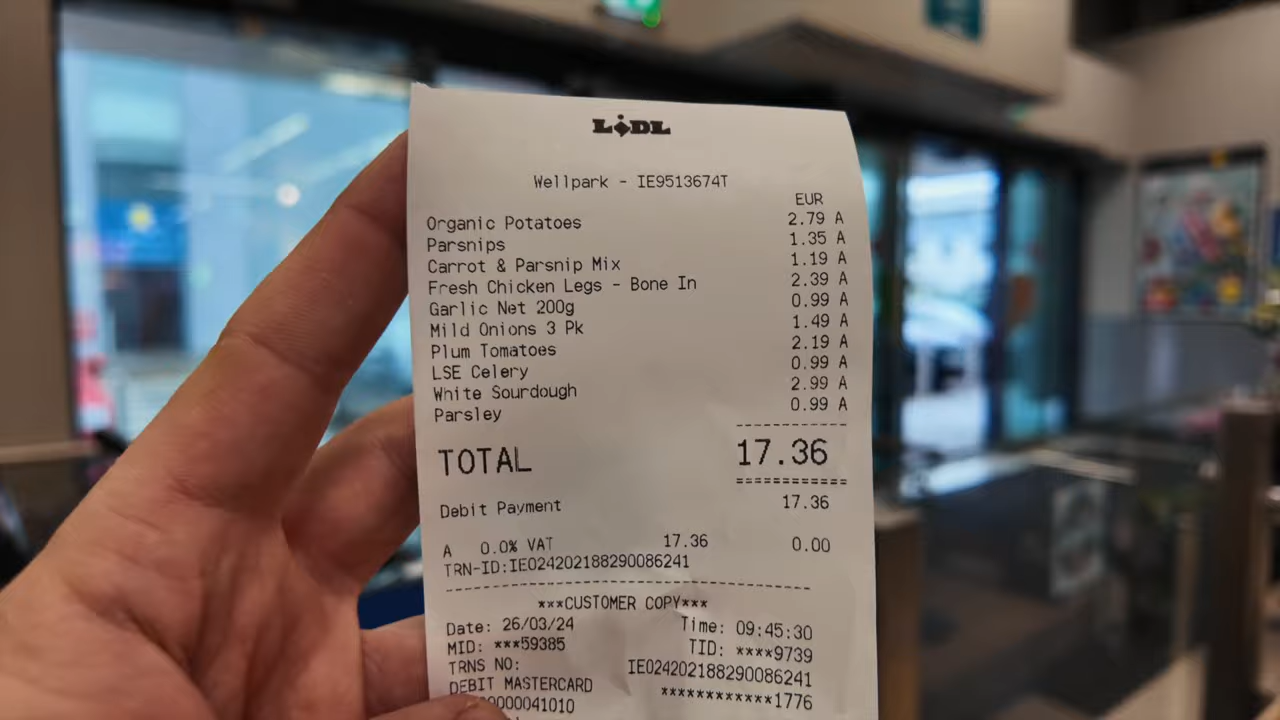 LIDL
Wellpark - IE9513674T
EUR
Organic Potatoes 2.79 A
Parsnips 1.35 A
Carrot & Parsnip Mix 1.19 A
Fresh Chicken Legs - Bone In 2.39 A
Garlic Net 200g 0.99 A
Mild Onions 3 Pk 1.49 A
Plum Tomatoes 2.19 A
LSE Celery 0.99 A
White Sourdough 2.99 A
Parsley 0.99 A
TOTAL 17.36
Debit Payment 17.36
A 0.0% VAT 17.36 0.00
TRN-ID:IE024202188290086241
***CUSTOMER COPY***
Date: 26/03/24 Time: 09:45:30
MID: ***59385 TID: ****9739
TRNS NO: IE024202188290086241
DEBIT MASTERCARD ************1776
0000041010